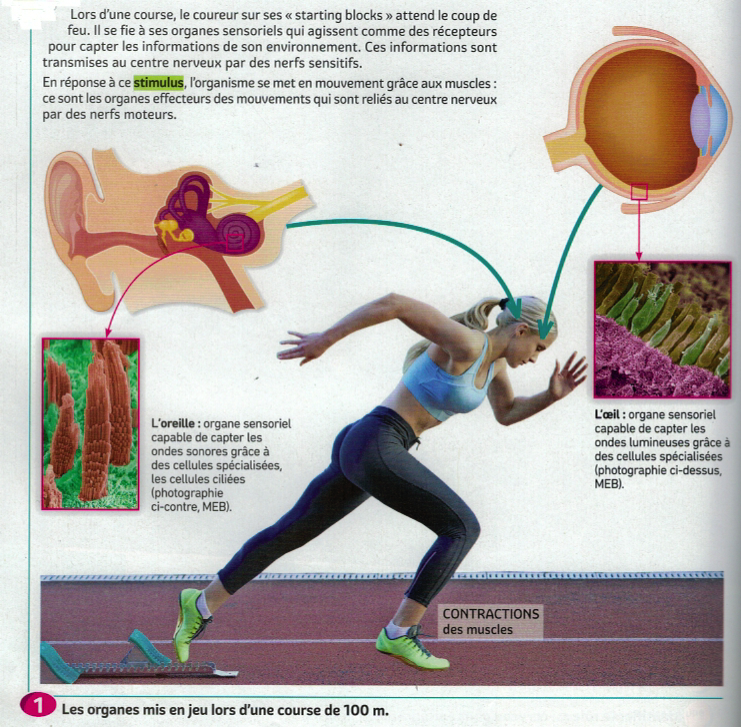 Lors d'une course, le coureur sur ses « starting blocks » attend le coup de
feu. Il se fie à ses organes sensoriels qui agissent comme des récepteurs
pour capter les informations de son environnement. Ces informations sont
transmises au centre nerveux par des nerfs sensitifs.
En réponse à ce stimulus, l'organisme se met en mouvement grâce aux muscles :
ce sont les organes effecteurs des mouvements qui sont reliés au centre nerveux
par des nerfs moteurs.
L'oreille : organe sensoriel
capable de capter les
ondes sonores grâce à
des cellules spécialisées,
les cellules ciliées
(photographie
ci-contre, MEB).
L'œil : organe sensoriel
capable de capter les
ondes lumineuses grâce à
des cellules spécialisées
(photographie ci-dessus,
MEB).
CONTRACTIONS
des muscles
1 Les organes mis en jeu lors d'une course de 100 m.